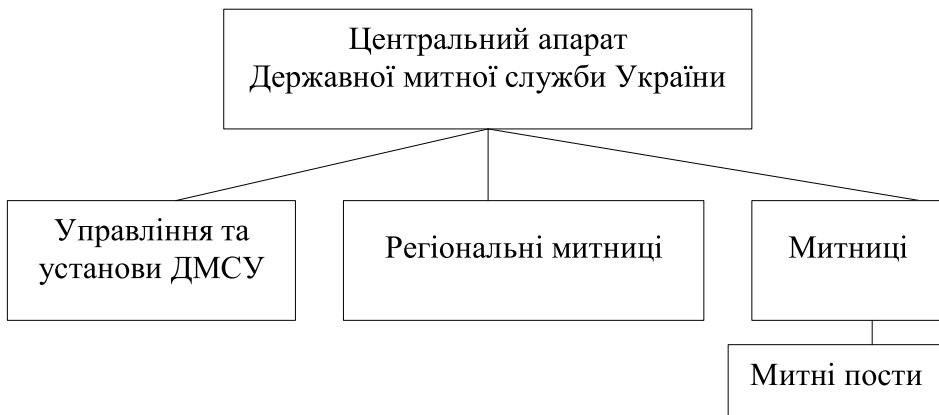 Центральний апарат
Державної митної служби України
Управління та
установи ДМСУ
Регіональні митниці
Митниці
Митні пости